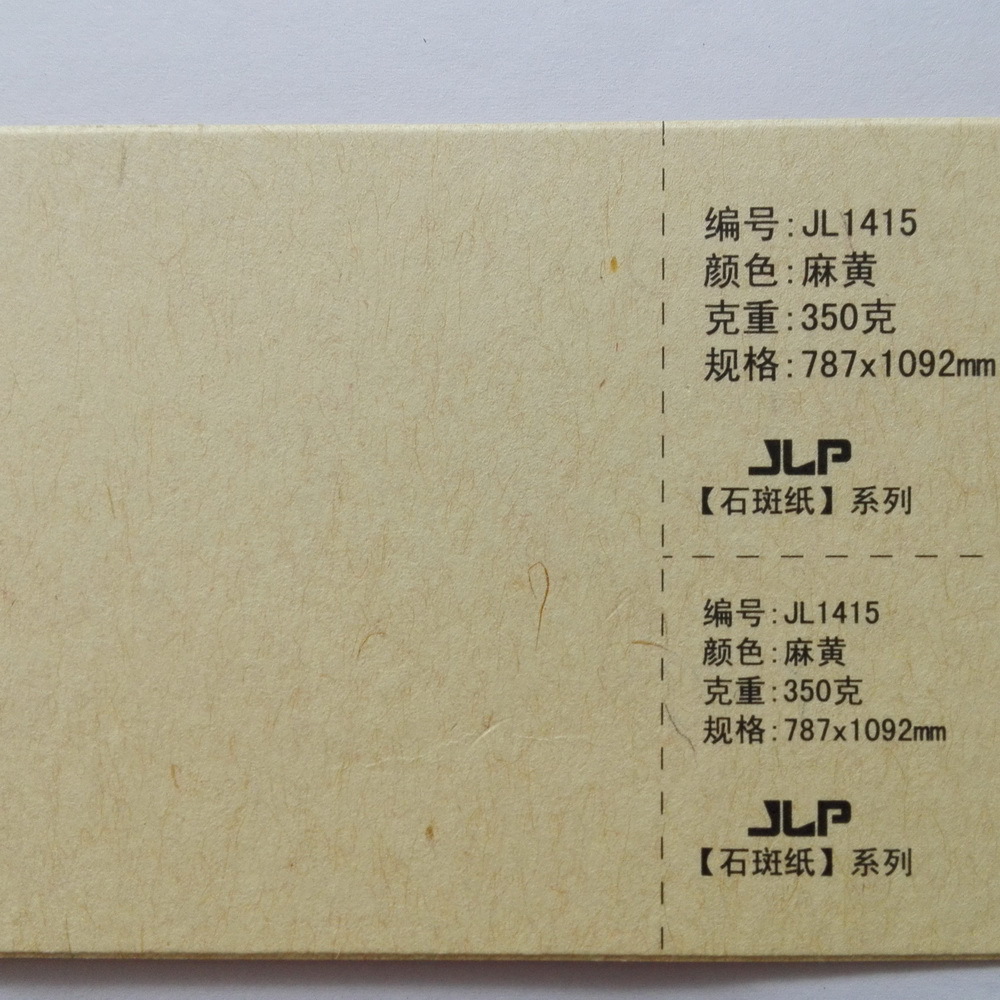 编号:JL1415
颜色:麻黄
克重:350克
规格:787x1092mm
JLP
【石斑纸】系列
编号:JL1415
颜色:麻黄
克重:350克
规格:787x1092mm
JLP
【石斑纸】系列